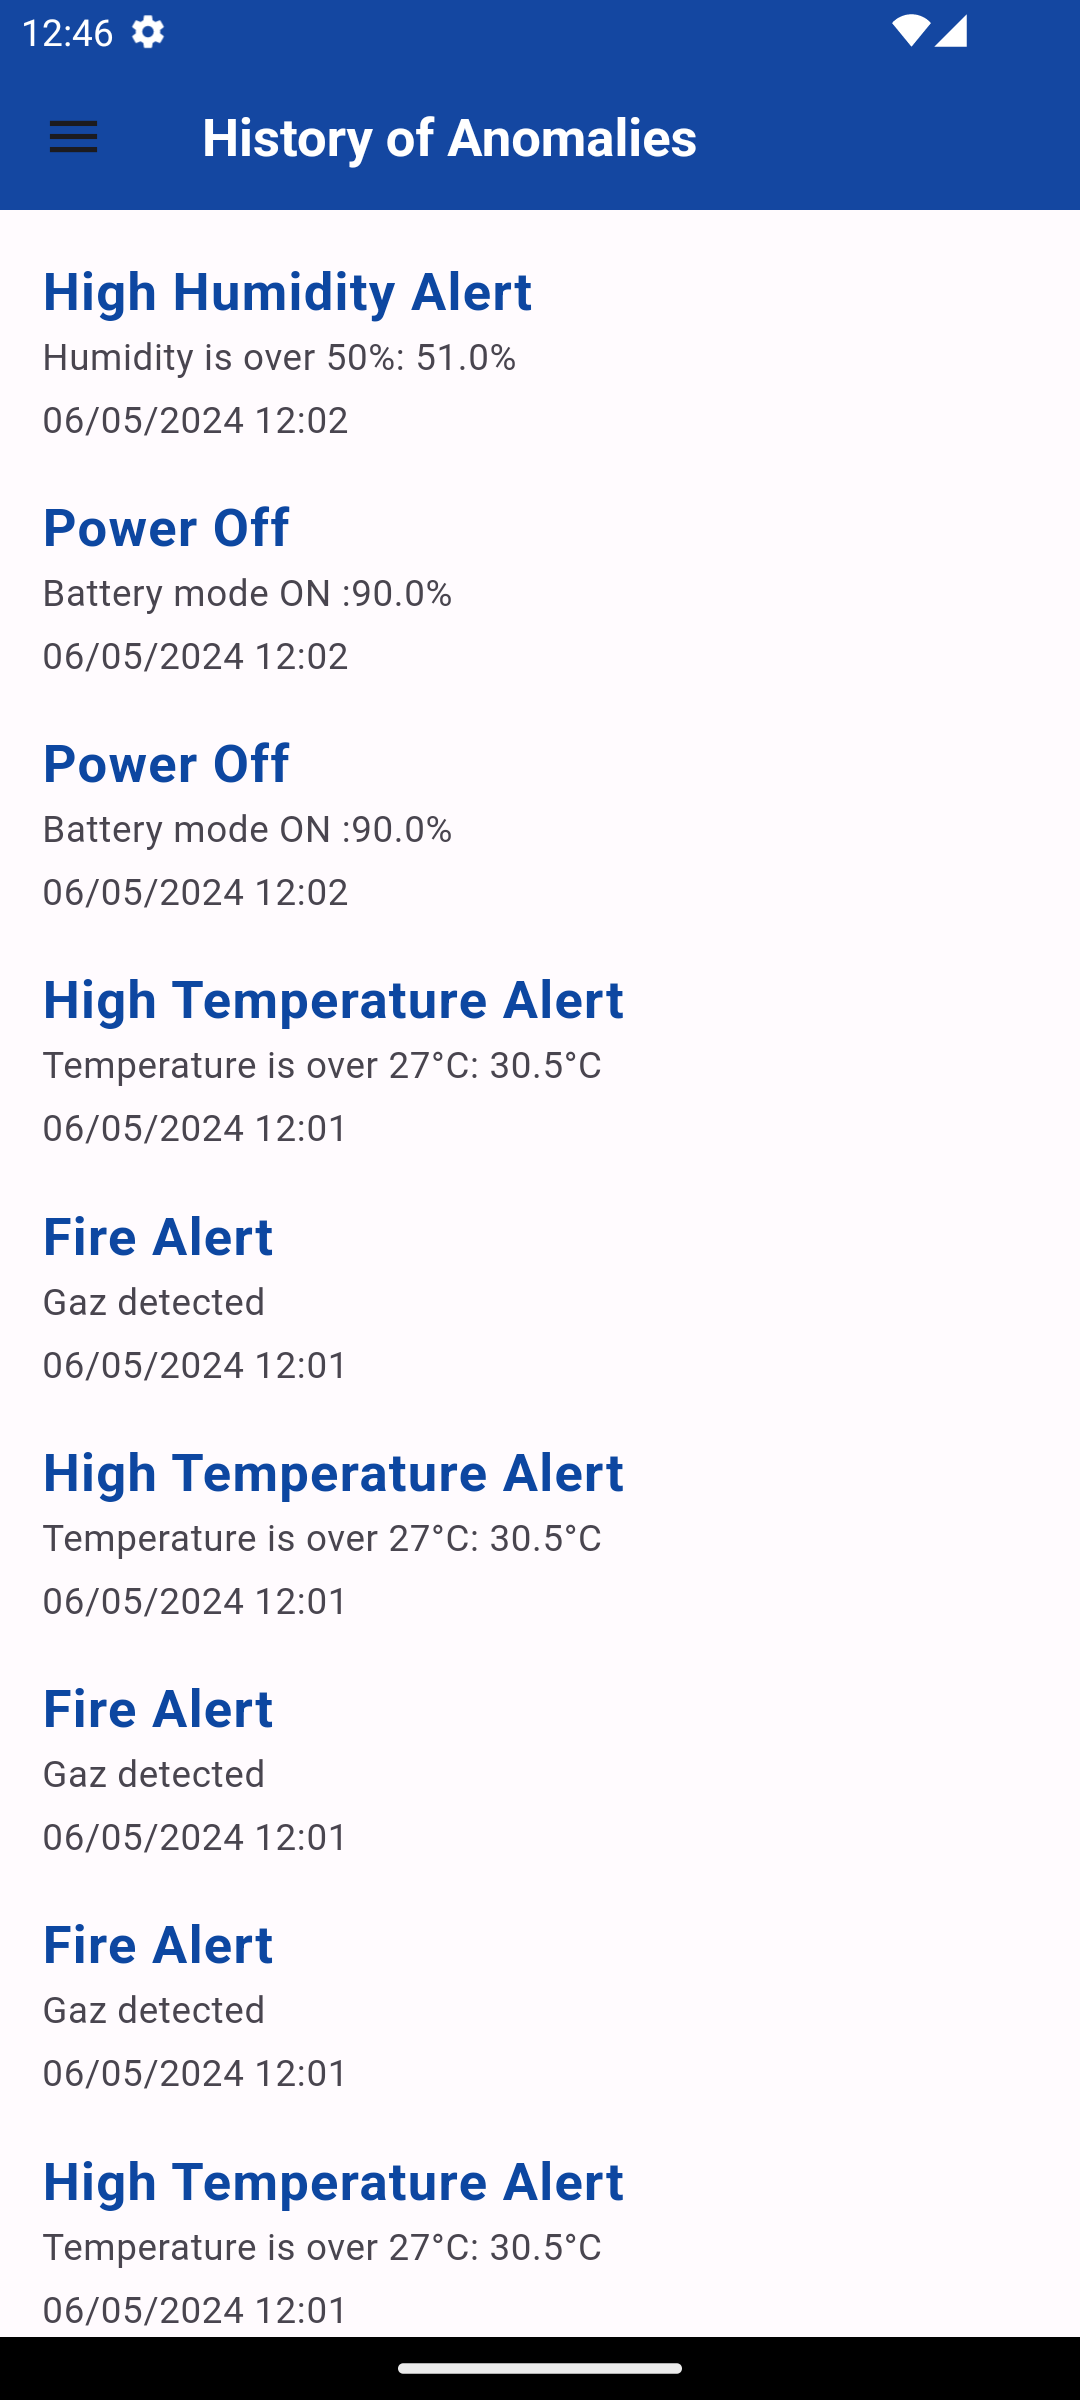 12:46
History of Anomalies
High Humidity Alert
Humidity is over 50%: 51.0%
06/05/2024 12:02
Power Off
Battery mode ON :90.0%
06/05/2024 12:02
Power Off
Battery mode ON :90.0%
06/05/2024 12:02
High Temperature Alert
Temperature is over 27°C: 30.5°C
06/05/2024 12:01
Fire Alert
Gaz detected
06/05/2024 12:01
High Temperature Alert
Temperature is over 27°C: 30.5°C
06/05/2024 12:01
Fire Alert
Gaz detected
06/05/2024 12:01
Fire Alert
Gaz detected
06/05/2024 12:01
High Temperature Alert
Temperature is over 27°C: 30.5°C
06/05/2024 12:01